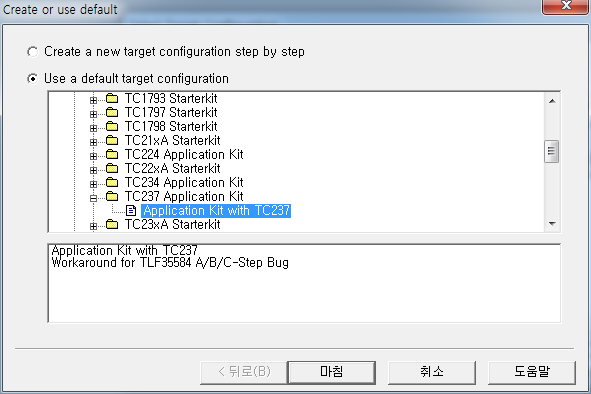 Create or use default
Create a new target configuration step by step
Use a default target configuration
TC1793 Starterkit
TC1797 Starterkit
TC1798 Starterkit
TC21xA Starterkit
TC224 Application Kit
TC22xA Starterkit
TC234 Application Kit
TC237 Application Kit
Application Kit with TC237
TC23xA Starterkit
Application Kit with TC237
Workaround for TLF35584 A/B/C-Step Bug
< 뒤로(B) 마침 취소 도움말